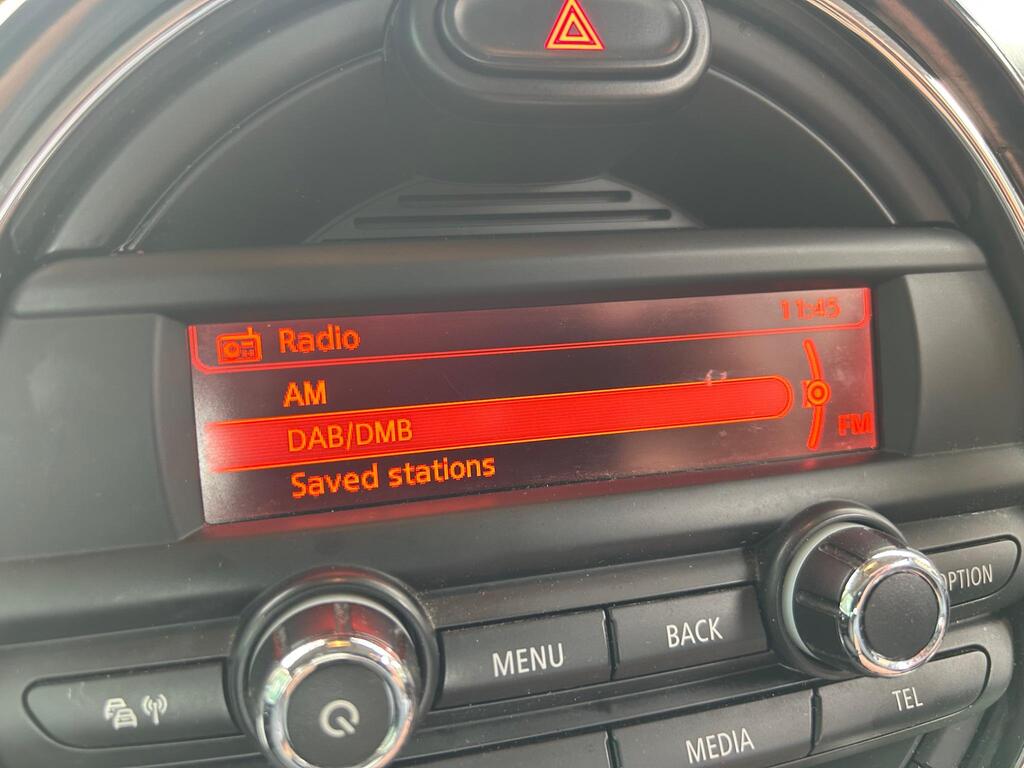 Radio
11:45
AM
DAB/DMB
FM
Saved stations
OPTION
MENU
BACK
TEL
MEDIA